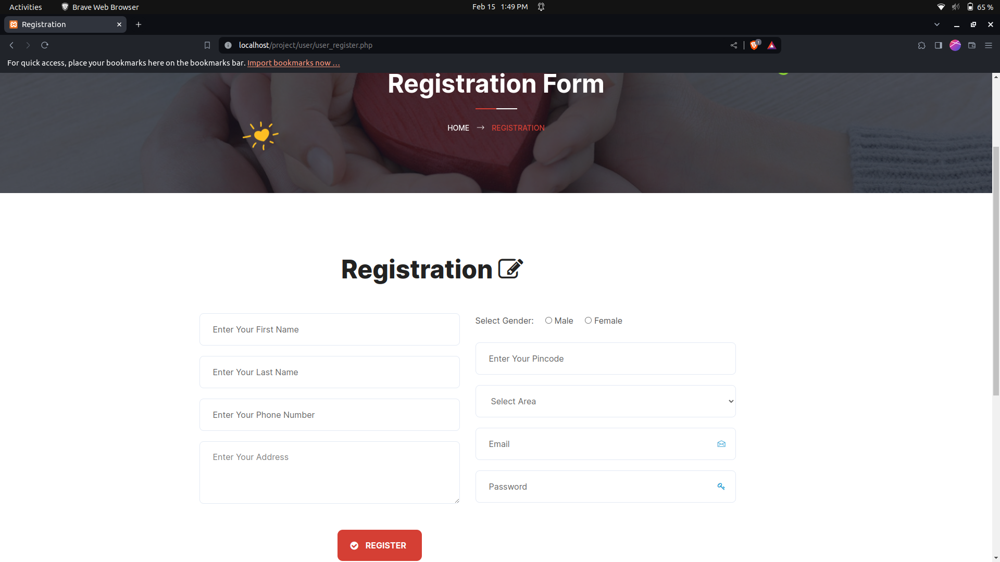 Activities Brave Web Browser Feb 15 1:49 PM 65 %
Registration
localhost/project/user/user_register.php 1
For quick access, place your bookmarks here on the bookmarks bar. Import bookmarks now ...
Registration Form
HOME → REGISTRATION
Registration
Enter Your First Name
Enter Your Last Name
Enter Your Phone Number
Enter Your Address
Select Gender: Male Female
Enter Your Pincode
Select Area
Email
Password
REGISTER